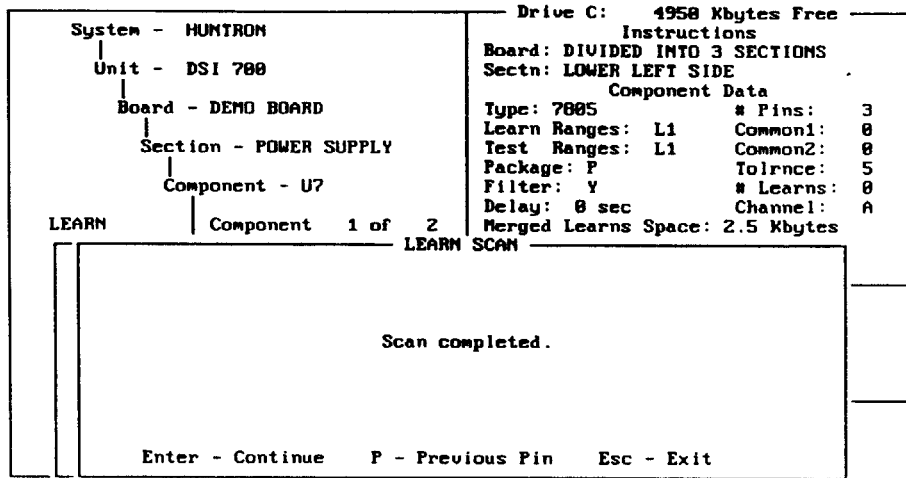 System - HUNTRON
Unit - DSI 700
Board - DEMO BOARD
Section - POWER SUPPLY
Component - U7
LEARN Component 1 of 2
Drive C: 4950 Kbytes Free
Instructions
Board: DIVIDED INTO 3 SECTIONS
Sectn: LOWER LEFT SIDE
Component Data
Type: 7805 # Pins: 3
Learn Ranges: L1 Common1: 0
Test Ranges: L1 Common2: 0
Package: P Tolrnce: 5
Filter: Y # Learns: 0
Delay: 0 sec Channel: A
Merged Learns Space: 2.5 Kbytes
LEARN SCAN
Scan completed.
Enter - Continue P - Previous Pin Esc - Exit